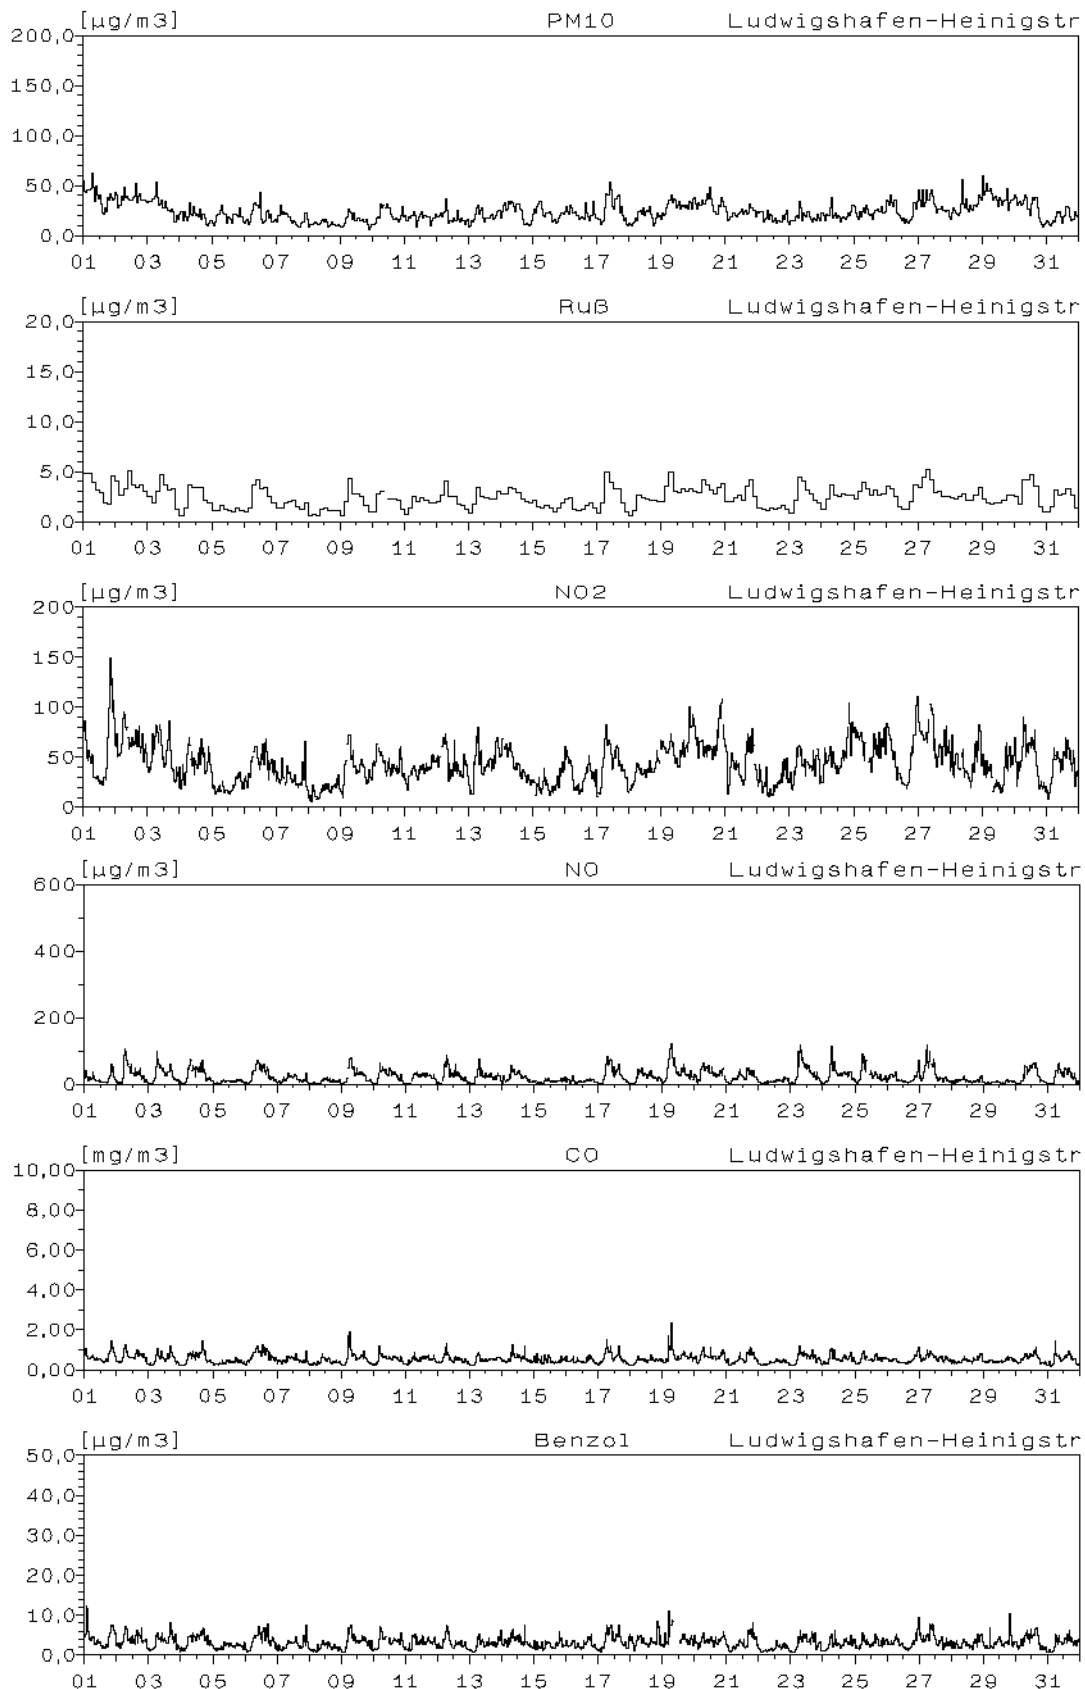 [µg/m3] PM10 Ludwigshafen-Heinigstr
200,0
150,0
100,0
50,0
0,0
01 03 05 07 09 11 13 15 17 19 21 23 25 27 29 31
[µg/m3] Ruß Ludwigshafen-Heinigstr
20,0
15,0
10,0
5,0
0,0
01 03 05 07 09 11 13 15 17 19 21 23 25 27 29 31
[µg/m3] NO2 Ludwigshafen-Heinigstr
200
150
100
50
0
01 03 05 07 09 11 13 15 17 19 21 23 25 27 29 31
[µg/m3] NO Ludwigshafen-Heinigstr
600
400
200
0
01 03 05 07 09 11 13 15 17 19 21 23 25 27 29 31
[mg/m3] CO Ludwigshafen-Heinigstr
10,00
8,00
6,00
4,00
2,00
0,00
01 03 05 07 09 11 13 15 17 19 21 23 25 27 29 31
[µg/m3] Benzol Ludwigshafen-Heinigstr
50,0
40,0
30,0
20,0
10,0
0,0
01 03 05 07 09 11 13 15 17 19 21 23 25 27 29 31